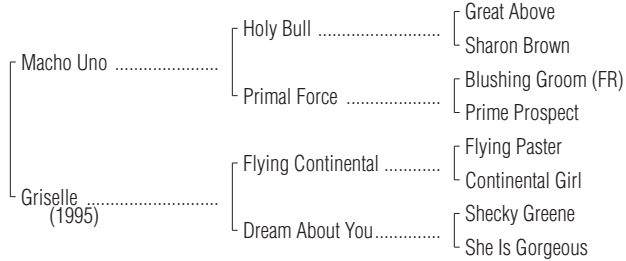 Great Above
Holy Bull ............................
Sharon Brown
Macho Uno .......................
Blushing Groom (FR)
Primal Force .....................
Prime Prospect
Flying Paster
Flying Continental .............
Continental Girl
Griselle .............................
(1995)
Shecky Greene
Dream About You...............
She Is Gorgeous